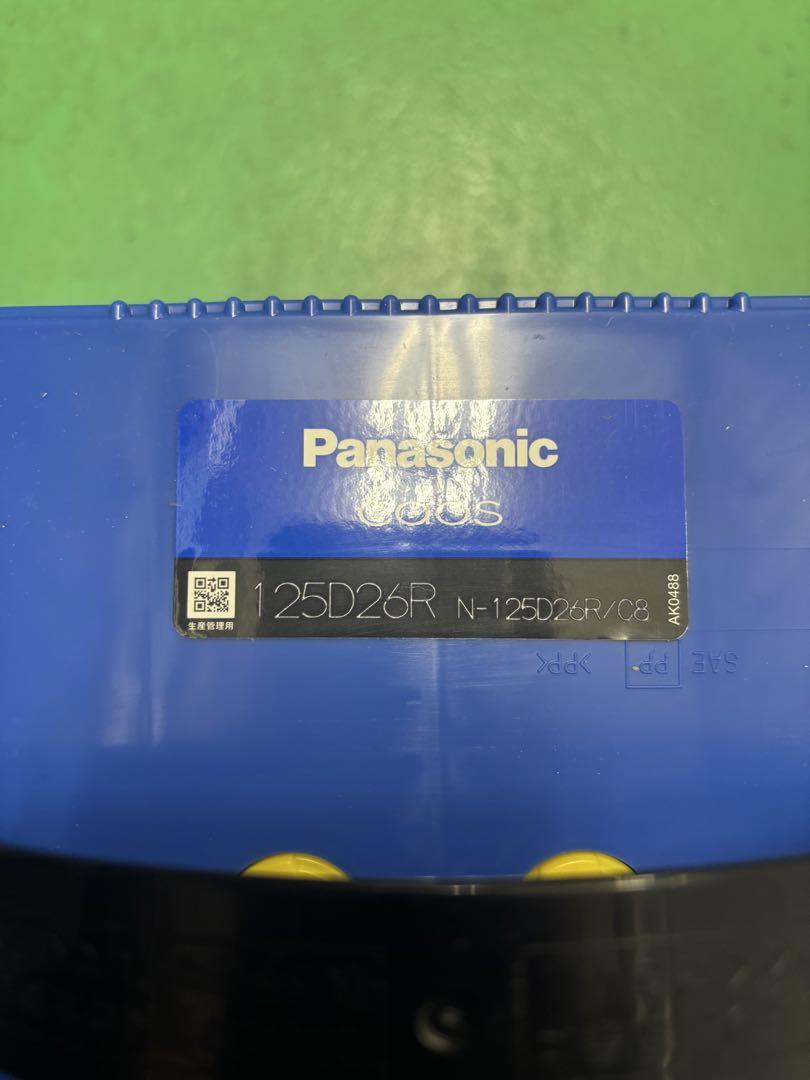 Panasonic
caos
125D26R N-125D26R/C8
生産管理用
AK0488
>PP<
PP
SAE